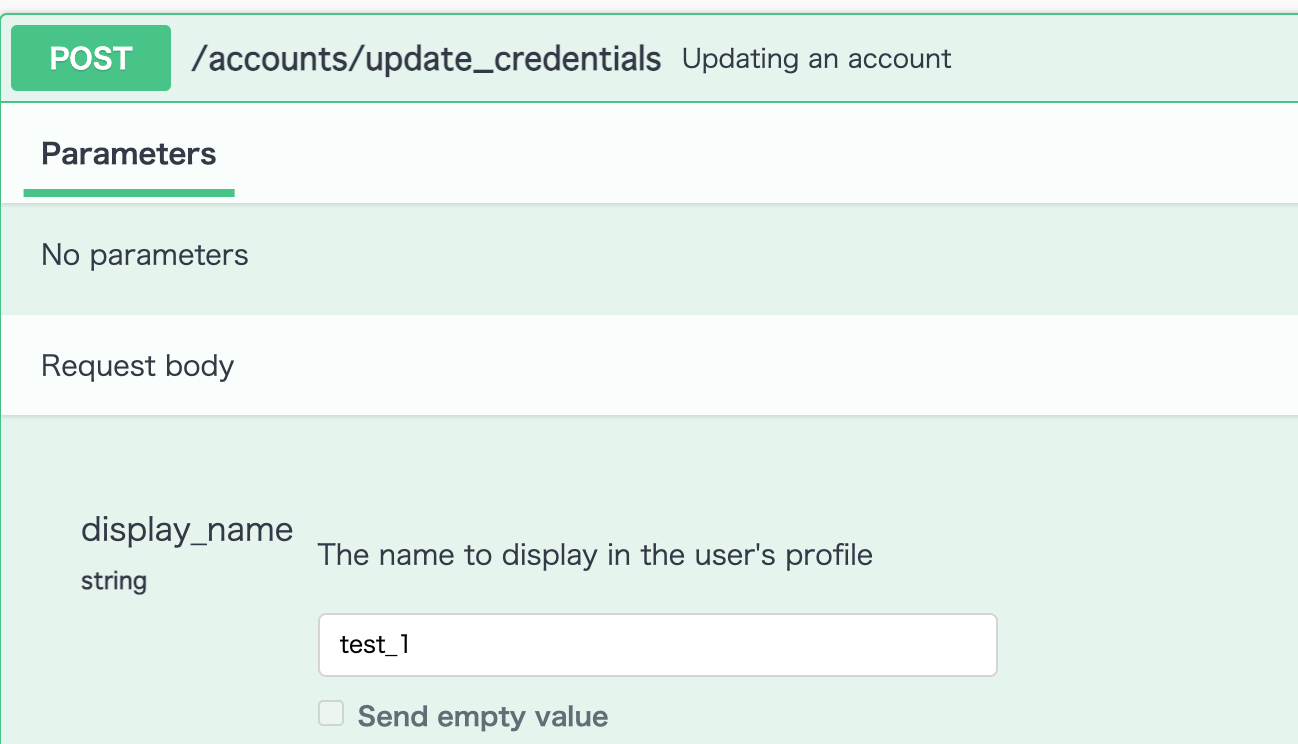 POST /accounts/update_credentials Updating an account
Parameters
No parameters
Request body
display_name
The name to display in the user's profile
string
test_1
Send empty value